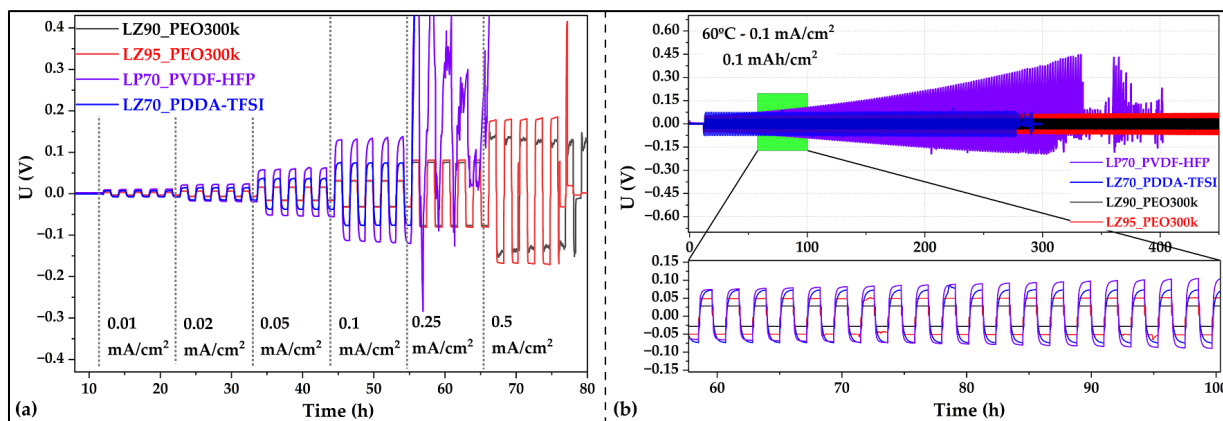 LZ90_PEO300k
LZ95_PEO300k
LP70_PVDF-HFP
LZ70_PDDA-TFSI
U (V)
0.4
0.3
0.2
0.1
0.0
−0.1
−0.2
−0.3
−0.4
0.01
mA/cm²
0.02
mA/cm²
0.05
mA/cm²
0.1
mA/cm²
0.25
mA/cm²
0.5
mA/cm²
10 20 30 40 50 60 70 80
Time (h)
(a)
60ºC - 0.1 mA/cm²
0.1 mAh/cm²
U (V)
0.60
0.45
0.30
0.15
0.00
-0.15
-0.30
-0.45
-0.60
LP70_PVDF-HFP
LZ70_PDDA-TFSI
LZ90_PEO300k
LZ95_PEO300k
0 100 200 300 400
0.15
0.10
0.05
0.00
-0.05
-0.10
-0.15
60 65 70 75 80 85 90 95 100
Time (h)
(b)